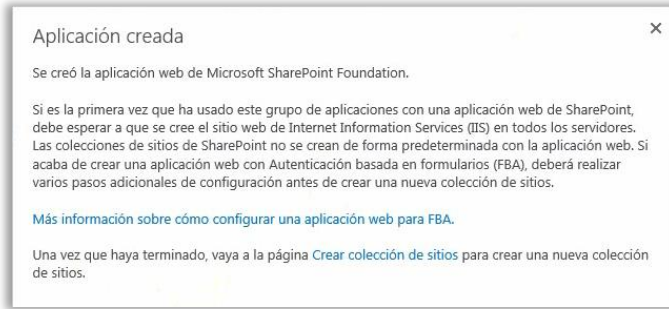 Aplicación creada
Se creó la aplicación web de Microsoft SharePoint Foundation.
Si es la primera vez que ha usado este grupo de aplicaciones con una aplicación web de SharePoint,
debe esperar a que se cree el sitio web de Internet Information Services (IIS) en todos los servidores.
Las colecciones de sitios de SharePoint no se crean de forma predeterminada con la aplicación web. Si
acaba de crear una aplicación web con Autenticación basada en formularios (FBA), deberá realizar
varios pasos adicionales de configuración antes de crear una nueva colección de sitios.
Más información sobre cómo configurar una aplicación web para FBA.
Una vez que haya terminado, vaya a la página Crear colección de sitios para crear una nueva colección
de sitios.